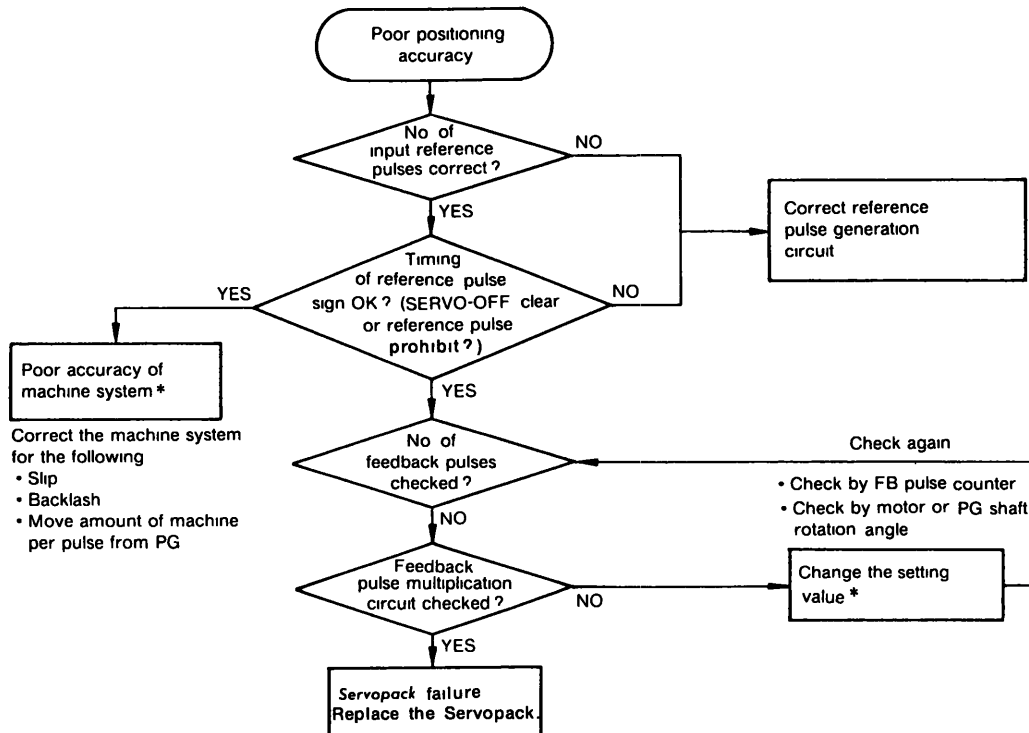 Poor positioning
accuracy
No of
input reference
pulses correct?
NO
YES
Correct reference
pulse generation
circuit
Timing
of reference pulse
sign OK? (SERVO-OFF clear
or reference pulse
prohibit?)
YES
NO
Poor accuracy of
machine system*
YES
Correct the machine system
for the following
• Slip
• Backlash
• Move amount of machine
per pulse from PG
No of
feedback pulses
checked?
Check again
• Check by FB pulse counter
• Check by motor or PG shaft
rotation angle
NO
Feedback
pulse multiplication
circuit checked?
NO
Change the setting
value*
YES
Servopack failure
Replace the Servopack.